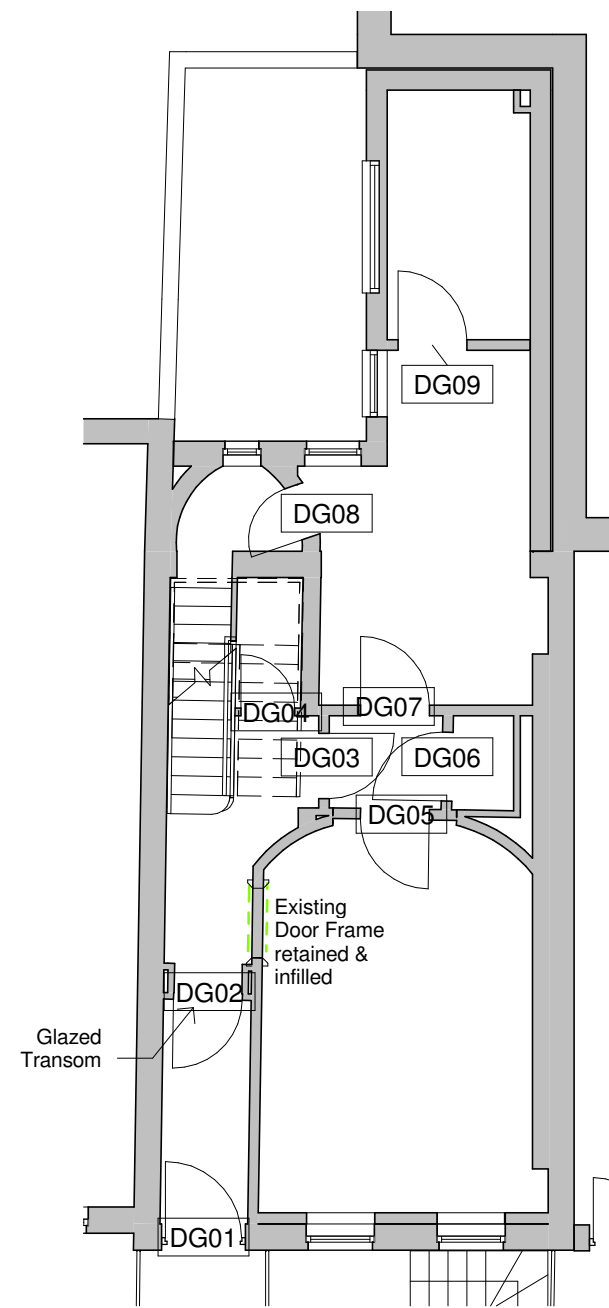 DG09
DG08
DG04
DG07
DG03
DG06
DG05
Existing
Door Frame
retained &
infilled
DG02
Glazed
Transom
DG01